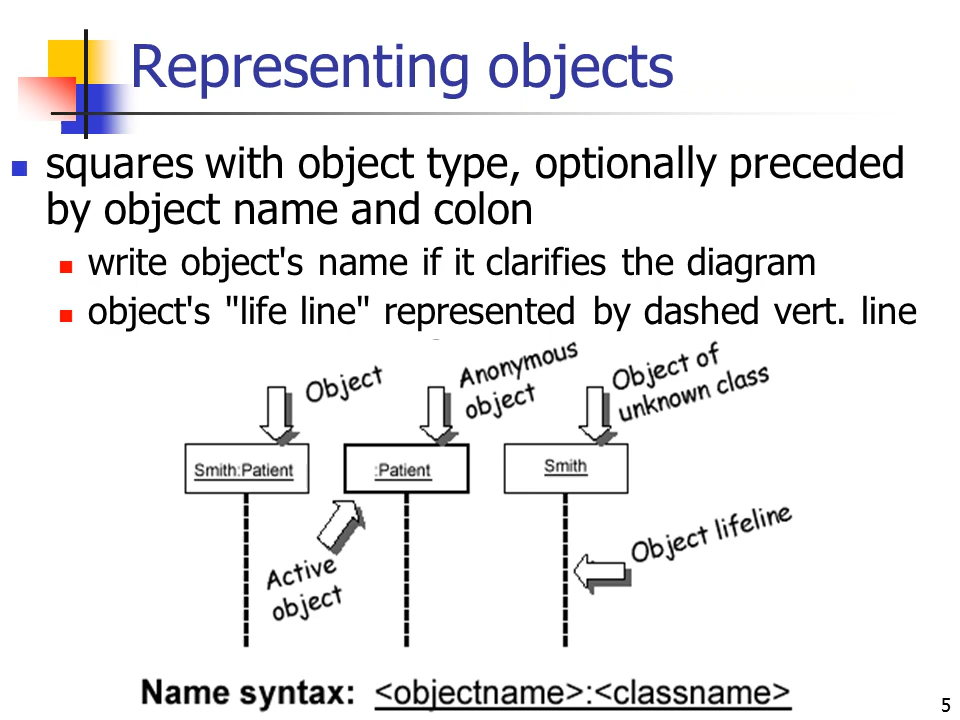 Representing objects
squares with object type, optionally preceded
by object name and colon
write object's name if it clarifies the diagram
object's "life line" represented by dashed vert. line
Object
Anonymous
object
Object of
unknown class
Smith:Patient
:Patient
Smith
Active
object
Object lifeline
Name syntax: <objectname>:<classname>
5